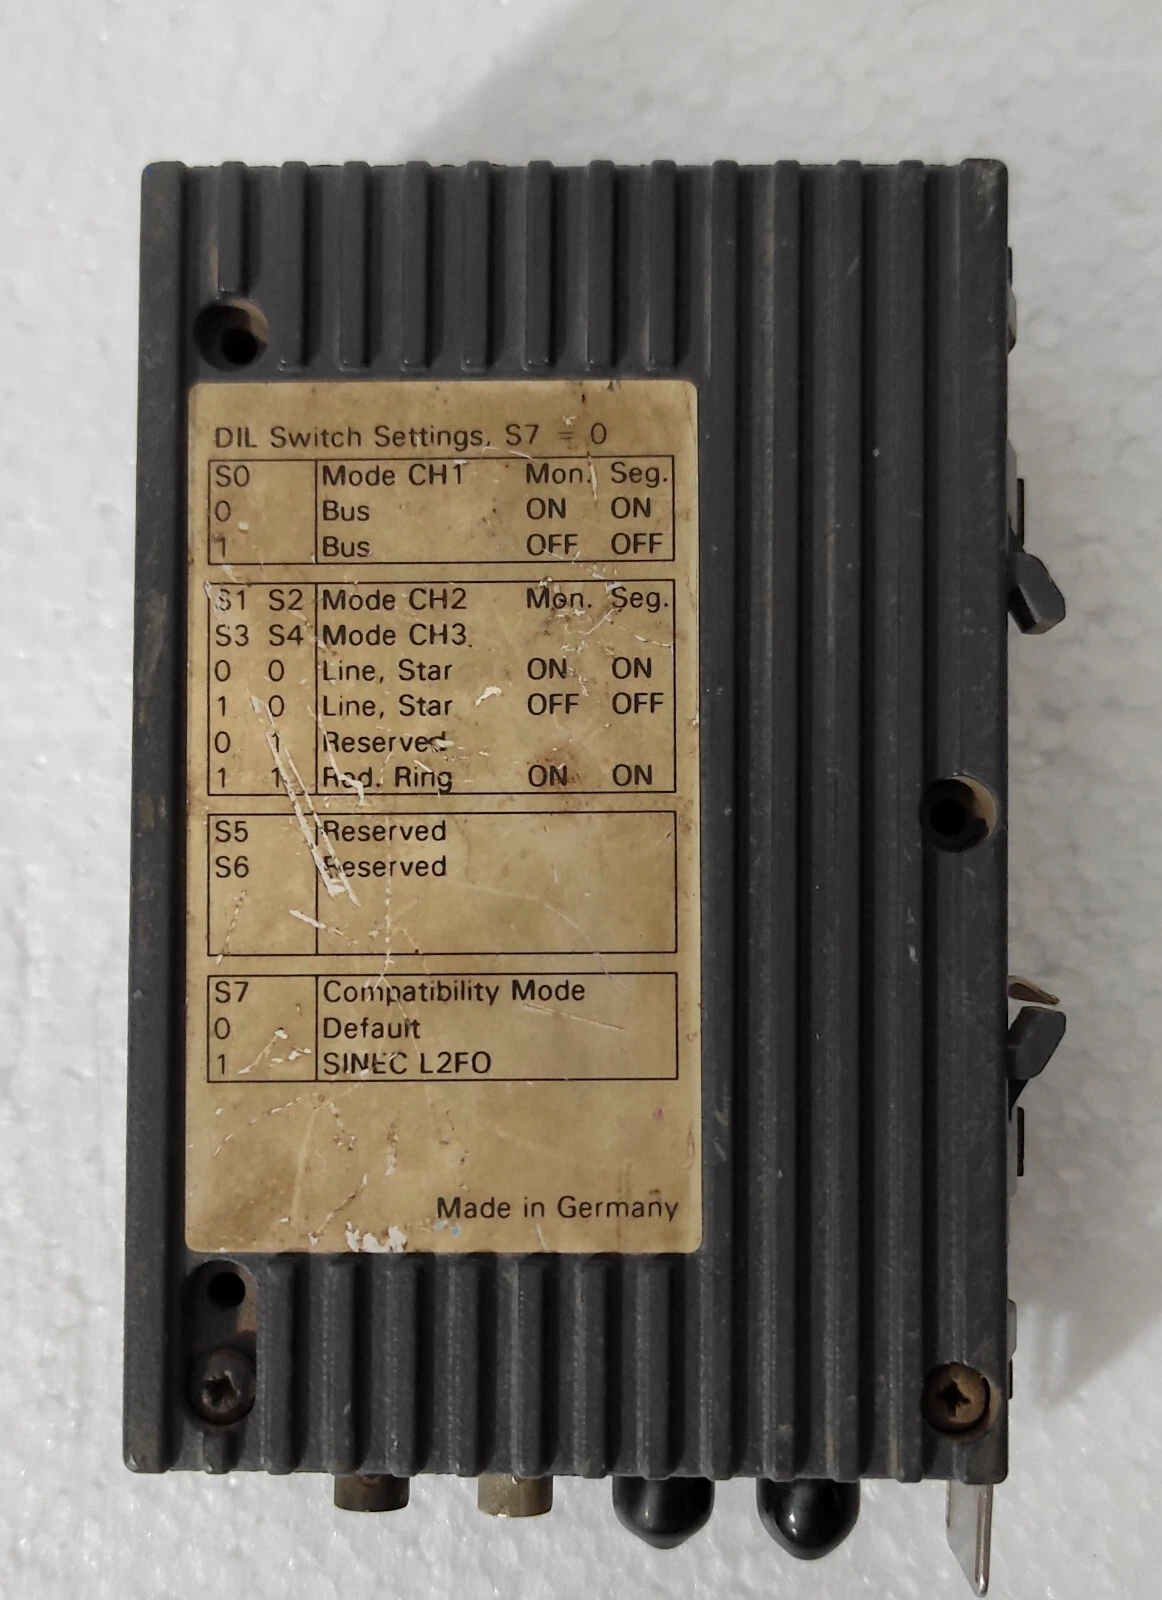 DIL Switch Settings, S7 = 0
S0 Mode CH1 Mon. Seg.
0 Bus ON ON
1 Bus OFF OFF
S1 S2 Mode CH2 Mon. Seg.
S3 S4 Mode CH3
0 0 Line, Star ON ON
1 0 Line, Star OFF OFF
0 1 Reserved
1 1 Red. Ring ON ON
S5 Reserved
S6 Reserved
S7 Compatibility Mode
0 Default
1 SINEC L2FO
Made in Germany